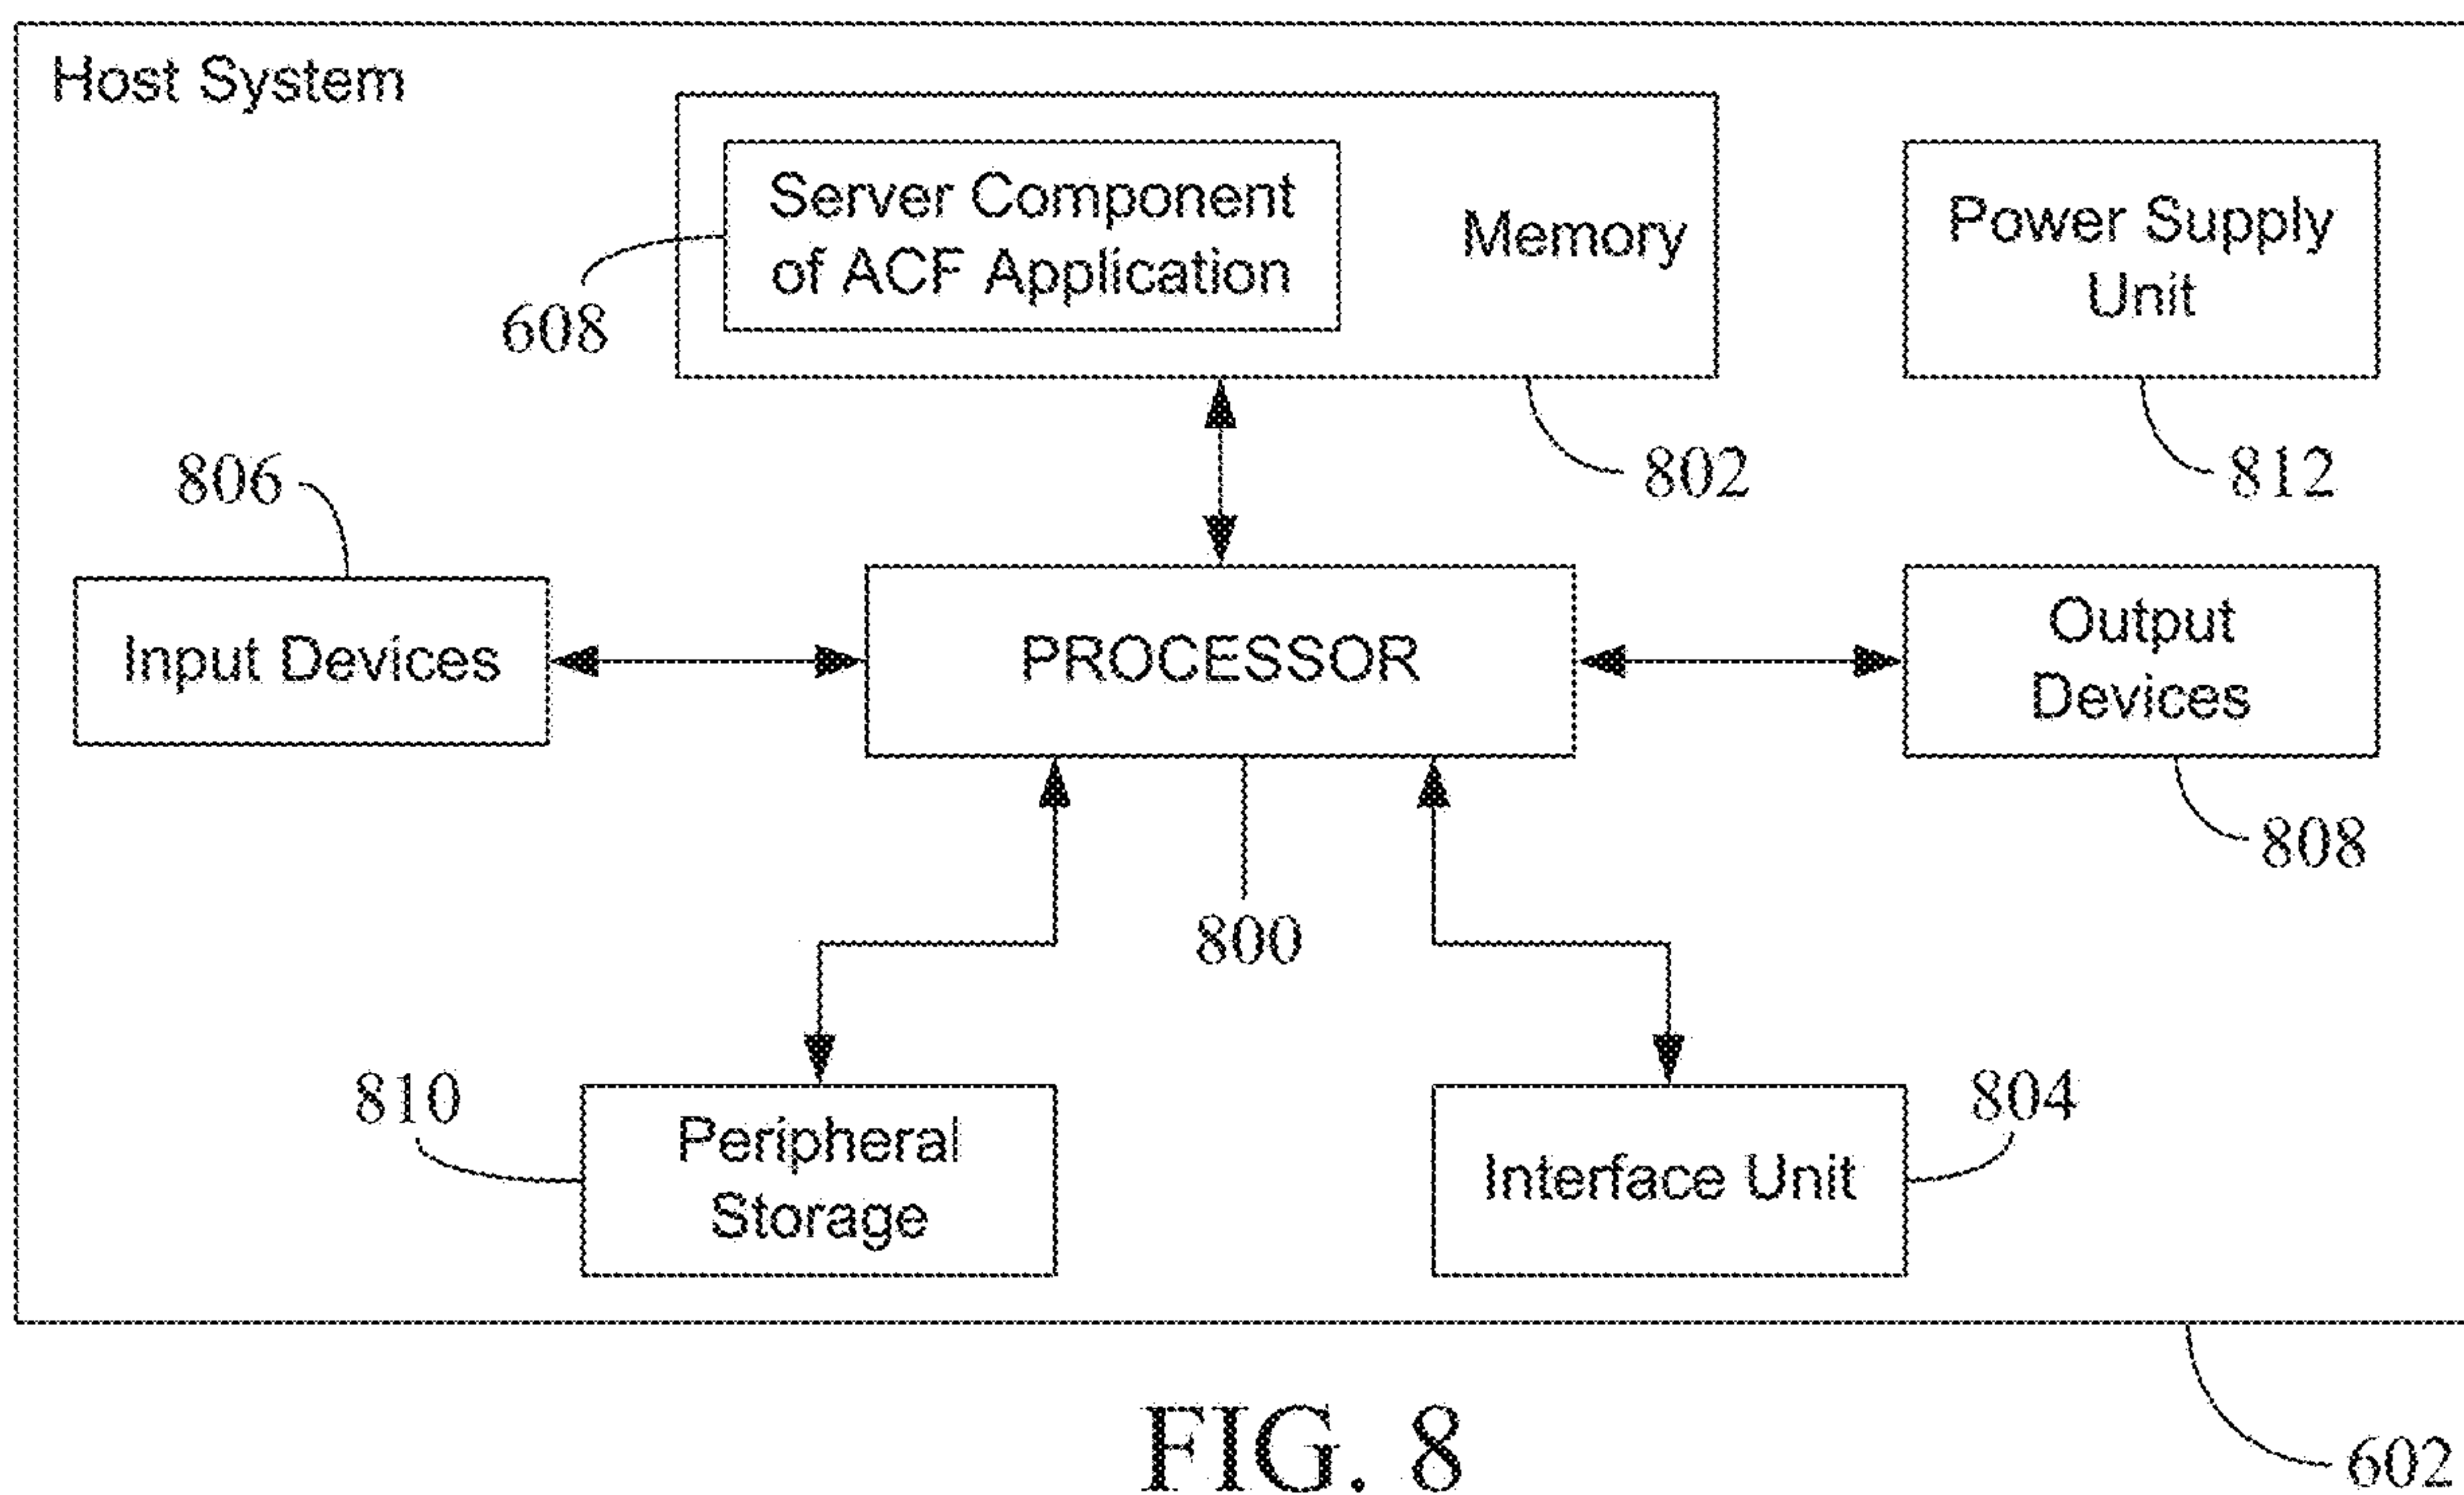 Host System
Server Component
of ACF Application
Memory
Power Supply
Unit
608
802
812
806
Input Devices
PROCESSOR
Output
Devices
808
800
810
Peripheral
Storage
Interface Unit
804
602
FIG. 8